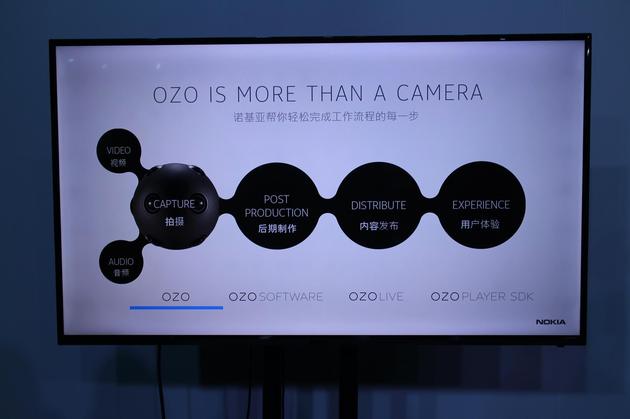 OZO IS MORE THAN A CAMERA
诺基亚帮你轻松完成工作流程的每一步
VIDEO
视频
CAPTURE
拍摄
AUDIO
音频
POST
PRODUCTION
后期制作
DISTRIBUTE
内容发布
EXPERIENCE
用户体验
OZO
OZO SOFTWARE
OZO LIVE
OZO PLAYER SDK
NOKIA